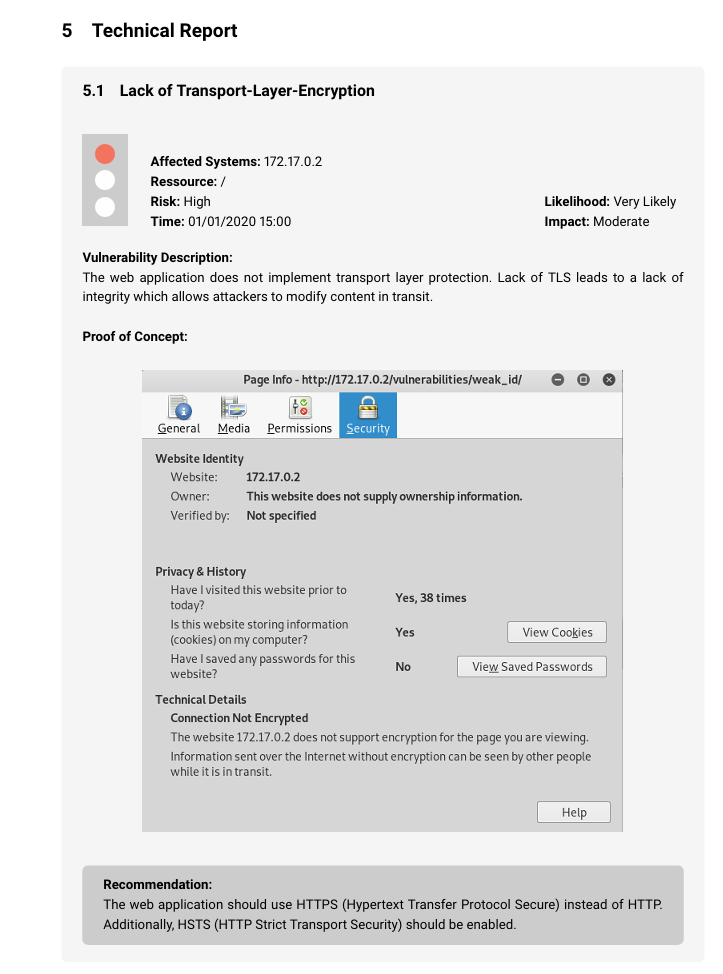 5 Technical Report
5.1 Lack of Transport-Layer-Encryption
Affected Systems: 172.17.0.2
Ressource: /
Risk: High
Likelihood: Very Likely
Time: 01/01/2020 15:00
Impact: Moderate
Vulnerability Description:
The web application does not implement transport layer protection. Lack of TLS leads to a lack of
integrity which allows attackers to modify content in transit.
Proof of Concept:
Page Info - http://172.17.0.2/vulnerabilities/weak_id/
General Media Permissions Security
Website Identity
Website: 172.17.0.2
Owner: This website does not supply ownership information.
Verified by: Not specified
Privacy & History
Have I visited this website prior to
today?
Yes, 38 times
Is this website storing information
(cookies) on my computer?
Yes
View Cookies
Have I saved any passwords for this
website?
No
View Saved Passwords
Technical Details
Connection Not Encrypted
The website 172.17.0.2 does not support encryption for the page you are viewing.
Information sent over the Internet without encryption can be seen by other people
while it is in transit.
Help
Recommendation:
The web application should use HTTPS (Hypertext Transfer Protocol Secure) instead of HTTP.
Additionally, HSTS (HTTP Strict Transport Security) should be enabled.